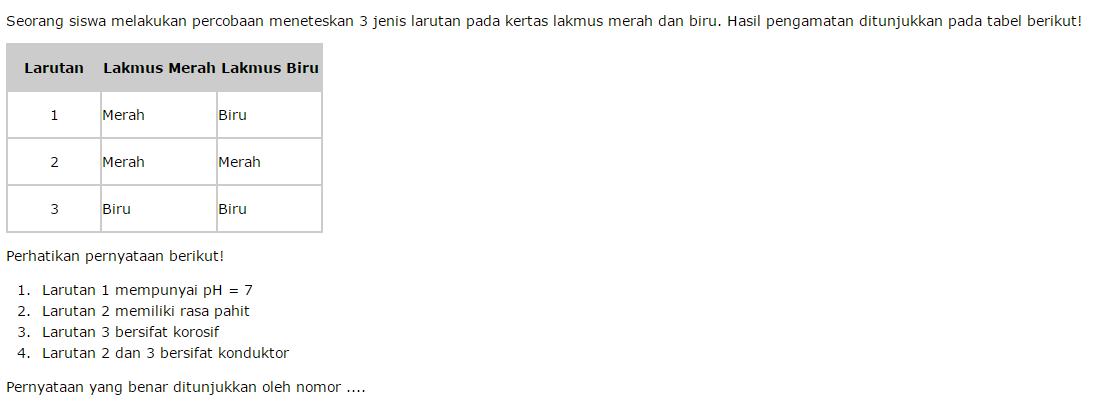 Seorang siswa melakukan percobaan meneteskan 3 jenis larutan pada kertas lakmus merah dan biru. Hasil pengamatan ditunjukkan pada tabel berikut!
Larutan Lakmus Merah Lakmus Biru
1 Merah Biru
2 Merah Merah
3 Biru Biru
Perhatikan pernyataan berikut!
1. Larutan 1 mempunyai pH = 7
2. Larutan 2 memiliki rasa pahit
3. Larutan 3 bersifat korosif
4. Larutan 2 dan 3 bersifat konduktor
Pernyataan yang benar ditunjukkan oleh nomor ....